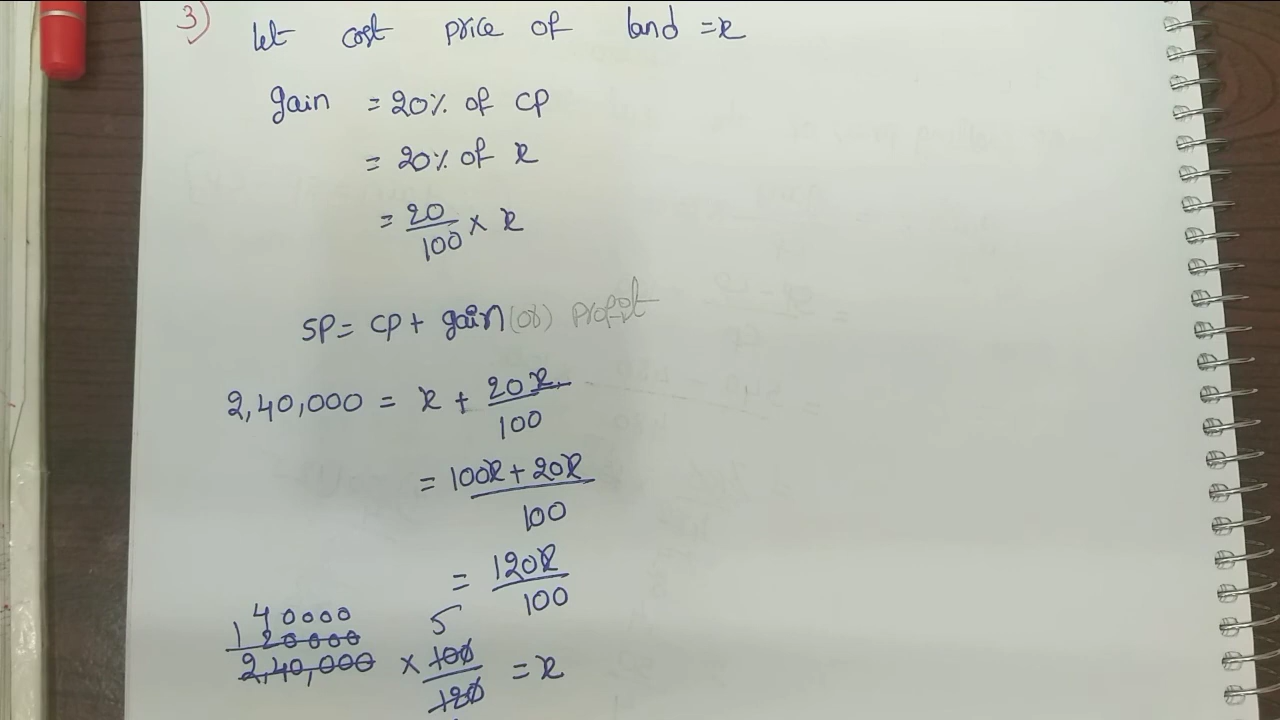 3) let cost price of land = x
gain = 20% of CP
= 20% of x
= 20/100 × x
SP = CP + gain (or) profit
2,40,000 = x + 20x/100
= 100x + 20x/100
= 120x/100
40000
120000 5
2,40,000 × 100/120 = x